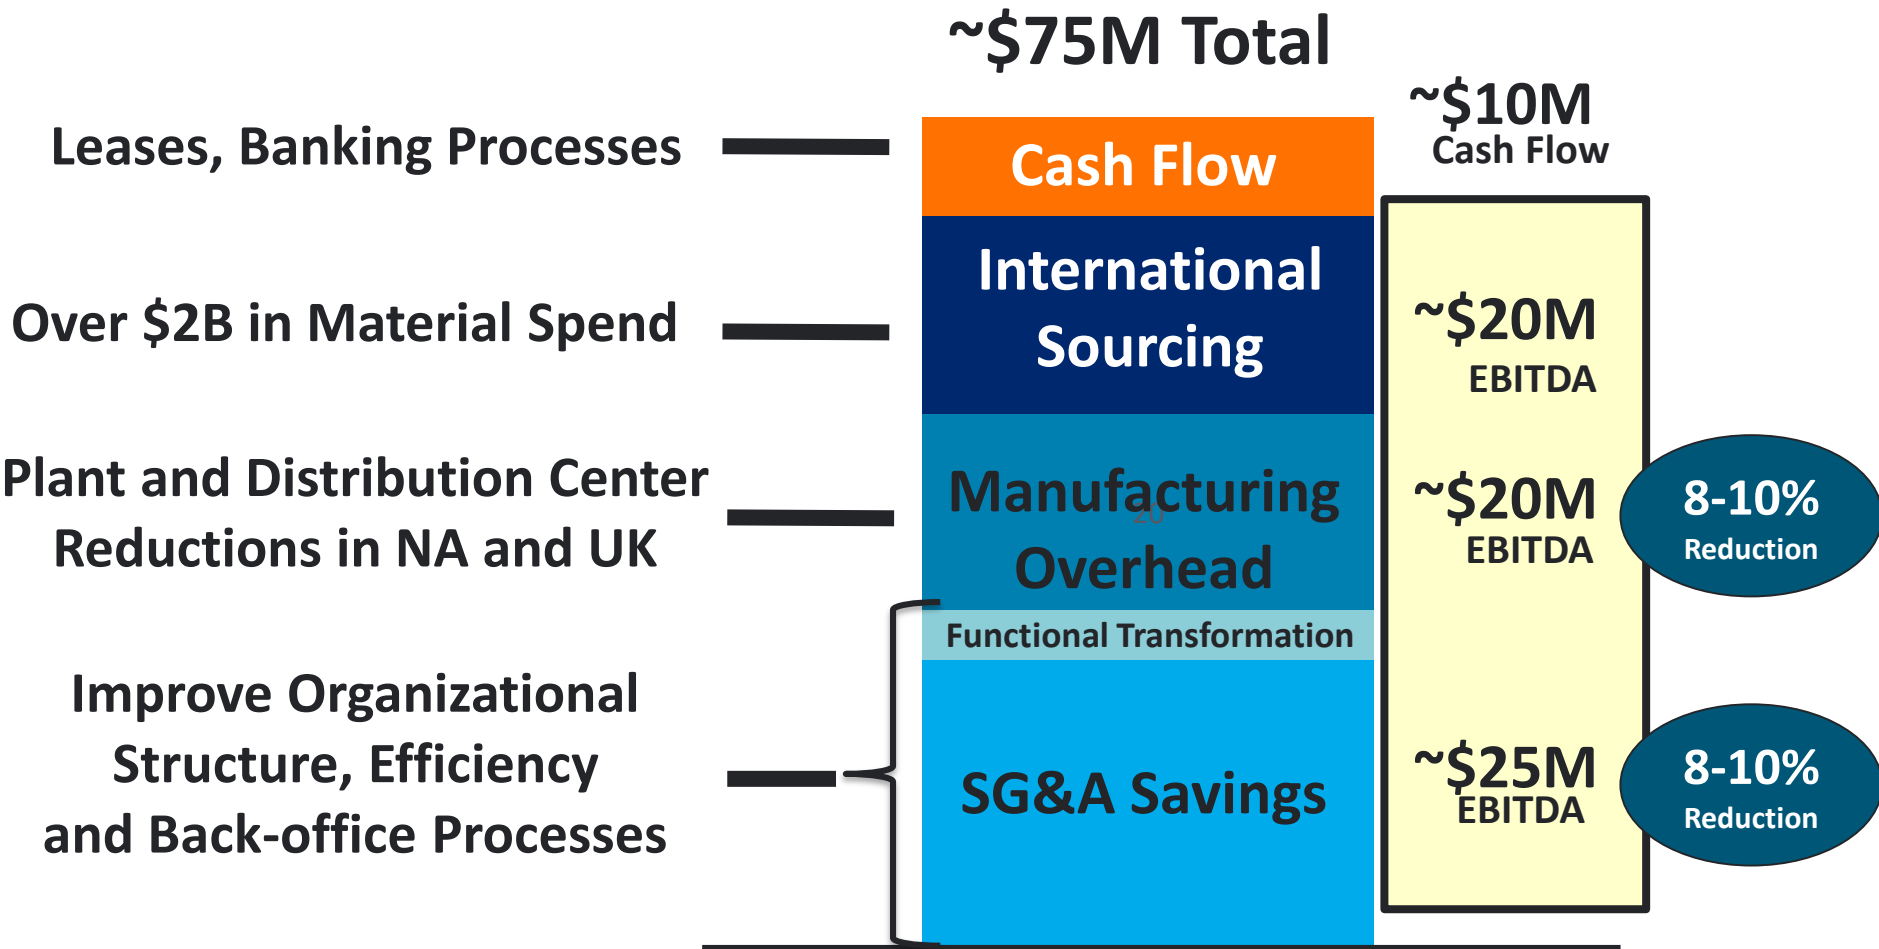 ~$75M Total
Leases, Banking Processes
Cash Flow
~$10M
Cash Flow
Over $2B in Material Spend
International
Sourcing
~$20M
EBITDA
Plant and Distribution Center
Reductions in NA and UK
Manufacturing
20
Overhead
~$20M
EBITDA
8-10%
Reduction
Functional Transformation
Improve Organizational
Structure, Efficiency
and Back-office Processes
SG&A Savings
~$25M
EBITDA
8-10%
Reduction